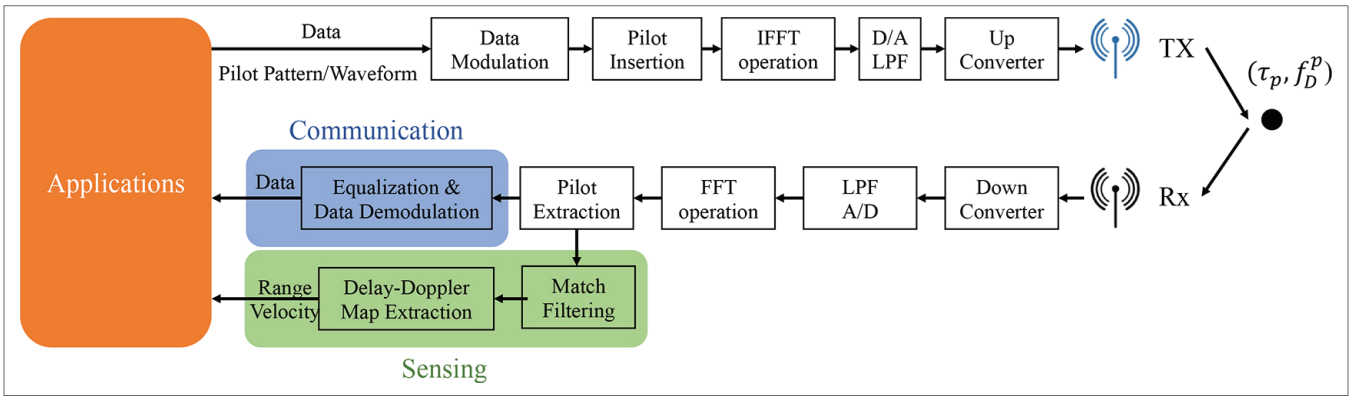 Data
Pilot Pattern/Waveform
Data
Modulation
Pilot
Insertion
IFFT
operation
D/A
LPF
Up
Converter
TX
(τ_p, f_D^p)
Communication
Applications
Data
Equalization &
Data Demodulation
Pilot
Extraction
FFT
operation
LPF
A/D
Down
Converter
Rx
Range
Velocity
Delay-Doppler
Map Extraction
Match
Filtering
Sensing